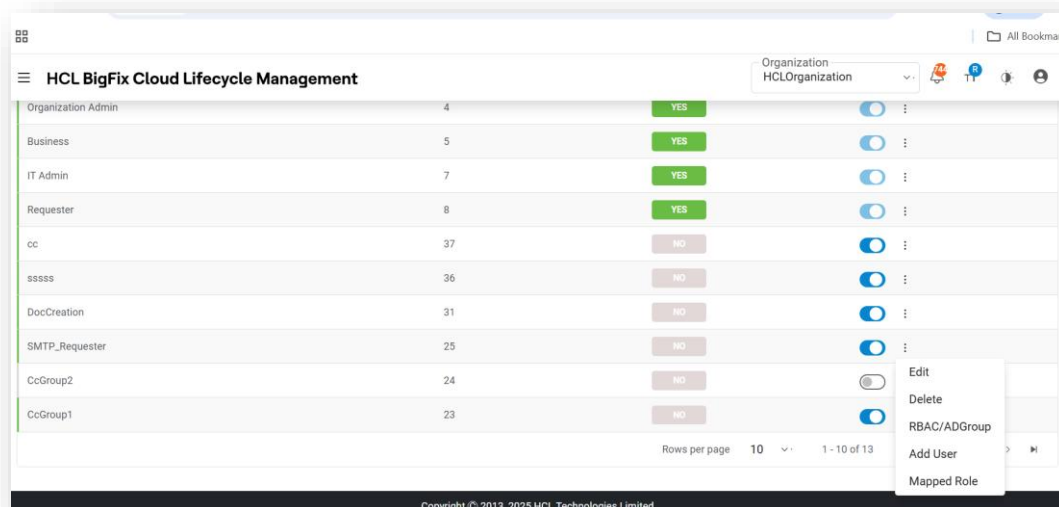 All Bookma
Organization
HCL BigFix Cloud Lifecycle Management
HCLOrganization
744
R
TT
Organization Admin 4 YES
Business 5 YES
IT Admin 7 YES
Requester 8 YES
cc 37 NO
sssss 36 NO
DocCreation 31 NO
SMTP_Requester 25 NO
CcGroup2 24 NO
CcGroup1 23 NO
Edit
Delete
RBAC/ADGroup
Add User
Mapped Role
Rows per page 10 1 - 10 of 13
Copyright © 2013, 2025 HCL Technologies Limited